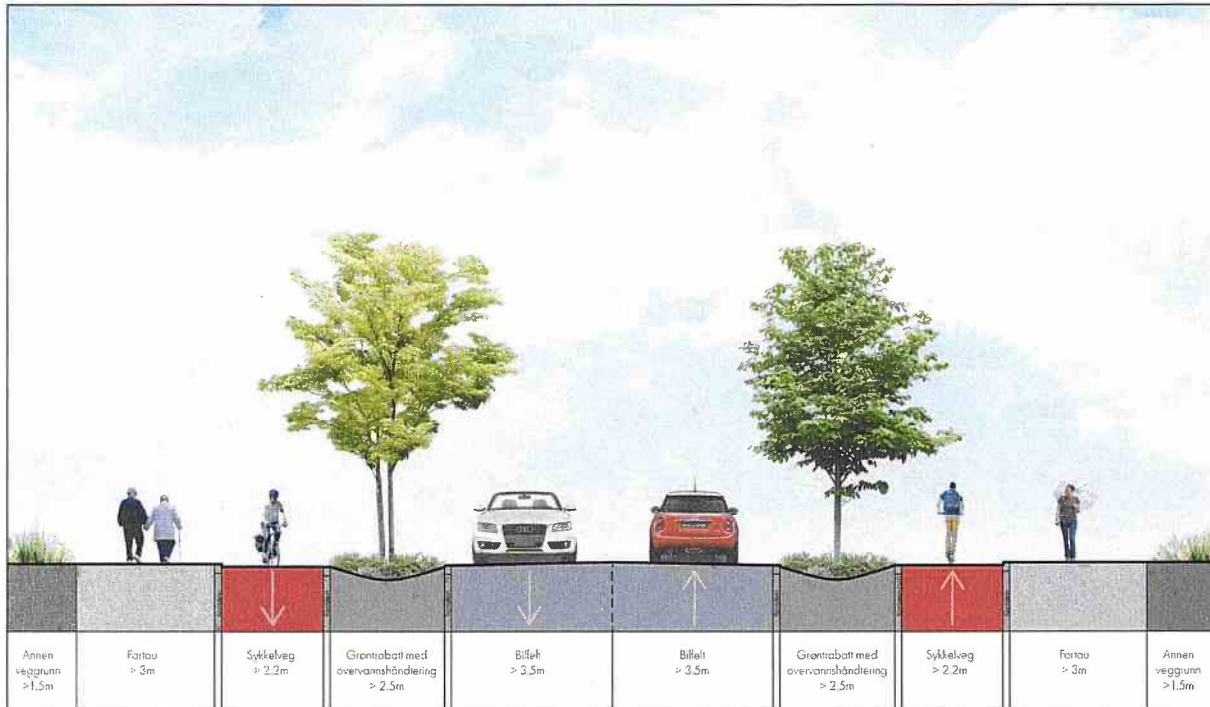 Annen
veggrunn
>1.5m
Fortau
> 3m
Sykkelveg
> 2.2m
Grøntrabatt med
overvannshåndtering
> 2.5m
Bilfelt
> 3.5m
Bilfelt
> 3.5m
Grøntrabatt med
overvannshåndtering
> 2.5m
Sykkelveg
> 2.2m
Fortau
> 3m
Annen
veggrunn
>1.5m